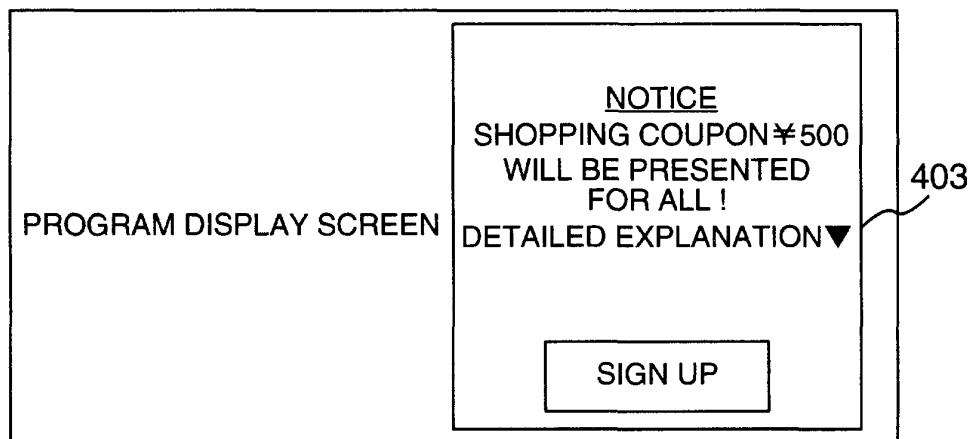 PROGRAM DISPLAY SCREEN
NOTICE
SHOPPING COUPON¥500
WILL BE PRESENTED
FOR ALL !
DETAILED EXPLANATION▼
SIGN UP
403